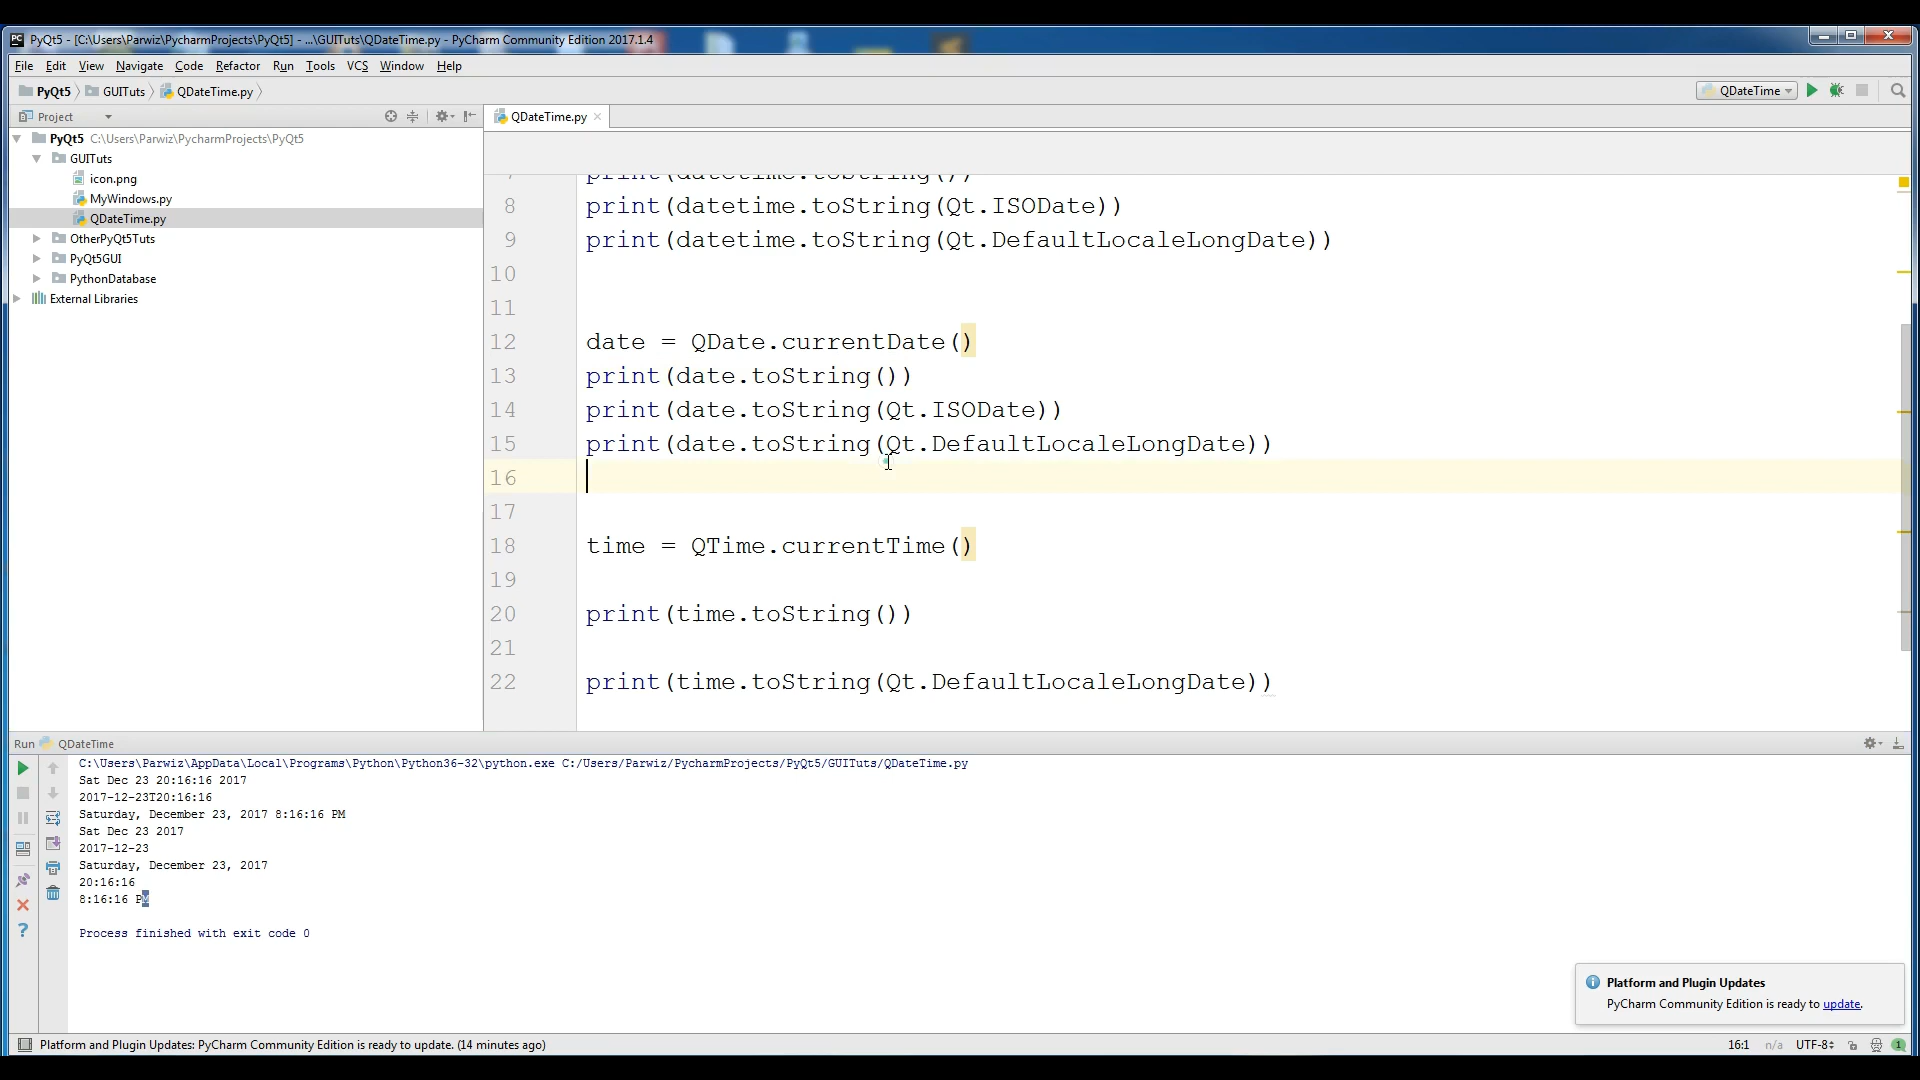 PyQt5 - [C:\Users\Parwiz\PycharmProjects\PyQt5] - ...\GUITuts\QDateTime.py - PyCharm Community Edition 2017.1.4
File Edit View Navigate Code Refactor Run Tools VCS Window Help
PyQt5 GUITuts QDateTime.py QDateTime
Project QDateTime.py
PyQt5 C:\Users\Parwiz\PycharmProjects\PyQt5
GUITuts
icon.png
MyWindows.py
QDateTime.py
OtherPyQt5Tuts
PyQt5GUI
PythonDatabase
External Libraries
7 print(datetime.toString())
8 print(datetime.toString(Qt.ISODate))
9 print(datetime.toString(Qt.DefaultLocaleLongDate))
10
11
12 date = QDate.currentDate()
13 print(date.toString())
14 print(date.toString(Qt.ISODate))
15 print(date.toString(Qt.DefaultLocaleLongDate))
16
17
18 time = QTime.currentTime()
19
20 print(time.toString())
21
22 print(time.toString(Qt.DefaultLocaleLongDate))
Run QDateTime
C:\Users\Parwiz\AppData\Local\Programs\Python\Python36-32\python.exe C:/Users/Parwiz/PycharmProjects/PyQt5/GUITuts/QDateTime.py
Sat Dec 23 20:16:16 2017
2017-12-23T20:16:16
Saturday, December 23, 2017 8:16:16 PM
Sat Dec 23 2017
2017-12-23
Saturday, December 23, 2017
20:16:16
8:16:16 PM
Process finished with exit code 0
Platform and Plugin Updates
PyCharm Community Edition is ready to update.
Platform and Plugin Updates: PyCharm Community Edition is ready to update. (14 minutes ago) 16:1 n/a UTF-8 1